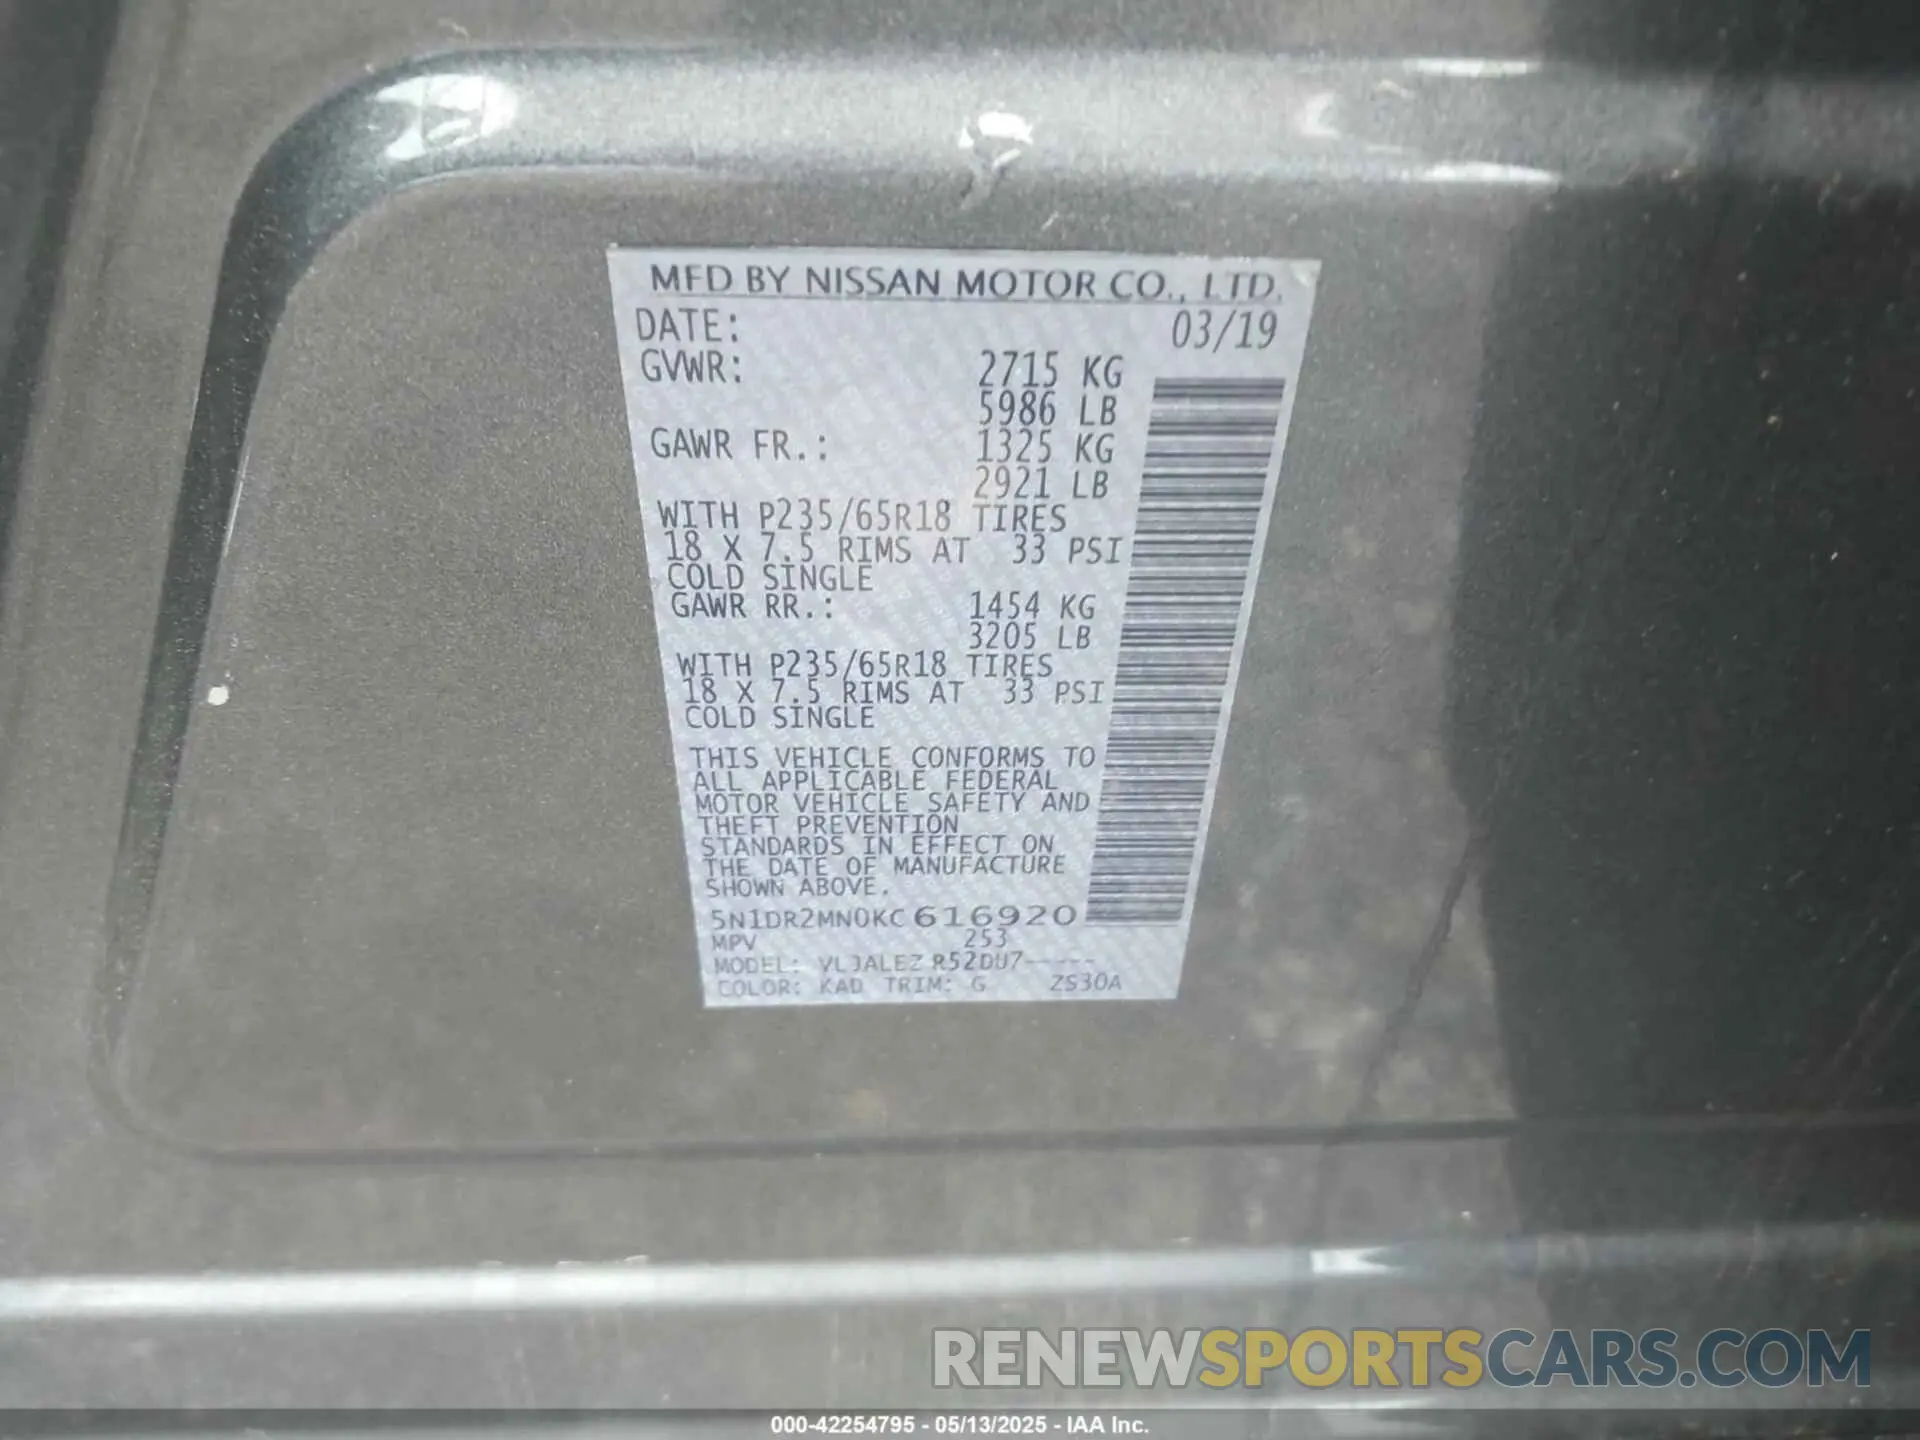 MFD BY NISSAN MOTOR CO., LTD.
DATE: 03/19
GVWR: 2715 KG
5986 LB
GAWR FR.: 1325 KG
2921 LB
WITH P235/65R18 TIRES
18 X 7.5 RIMS AT 33 PSI
COLD SINGLE
GAWR RR.: 1454 KG
3205 LB
WITH P235/65R18 TIRES
18 X 7.5 RIMS AT 33 PSI
COLD SINGLE
THIS VEHICLE CONFORMS TO
ALL APPLICABLE FEDERAL
MOTOR VEHICLE SAFETY AND
THEFT PREVENTION
STANDARDS IN EFFECT ON
THE DATE OF MANUFACTURE
SHOWN ABOVE.
5N1DR2MN0KC616920
MPV 253
MODEL: YLJALEZ R52DU7-----
COLOR: KAD TRIM: G ZS30A
RENEWSPORTSCARS.COM
000-42254795 - 05/13/2025 - IAA Inc.